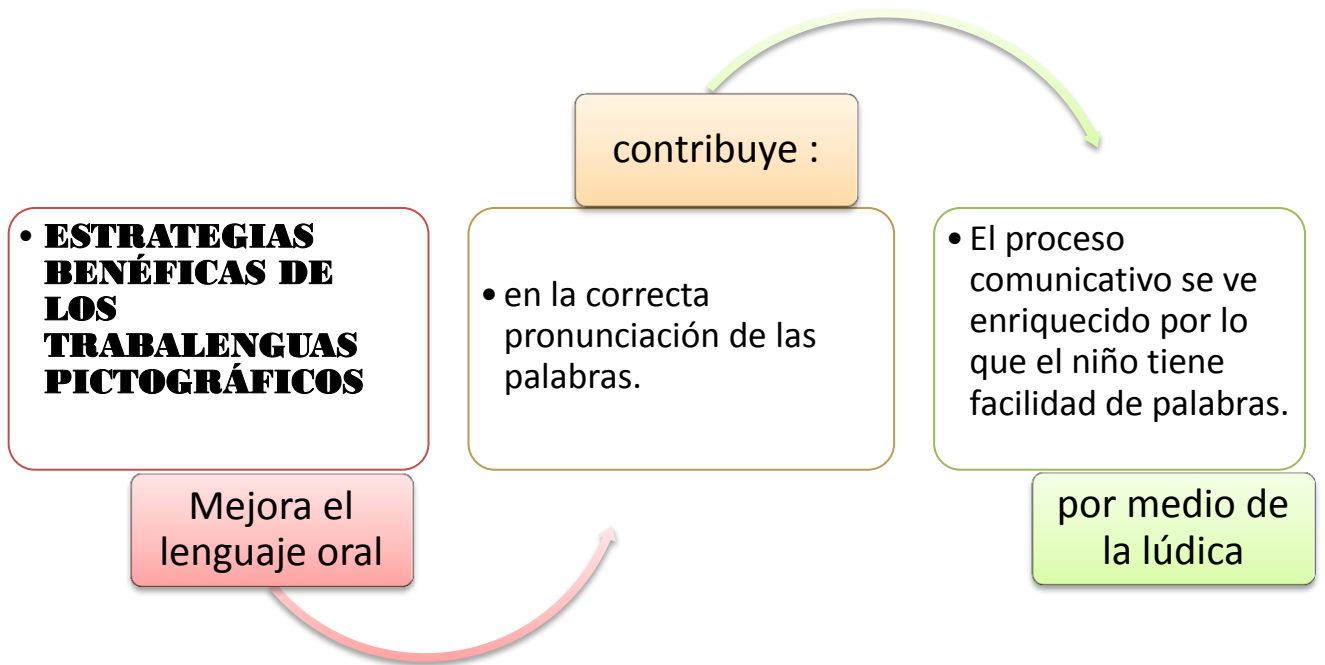 • ESTRATEGIAS
BENÉFICAS DE
LOS
TRABALENGUAS
PICTOGRÁFICOS
Mejora el
lenguaje oral
contribuye :
• en la correcta
pronunciación de las
palabras.
• El proceso
comunicativo se ve
enriquecido por lo
que el niño tiene
facilidad de palabras.
por medio de
la lúdica